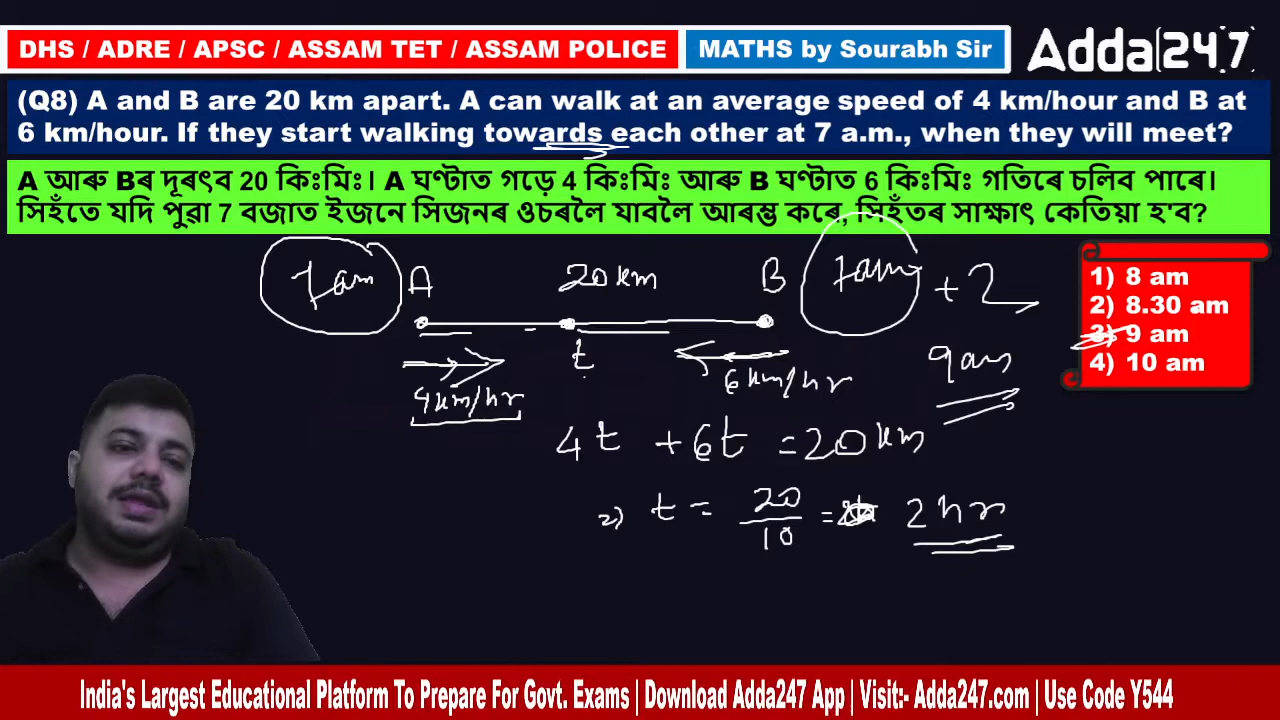 DHS / ADRE / APSC / ASSAM TET / ASSAM POLICE
MATHS by Sourabh Sir
Adda247
(Q8) A and B are 20 km apart. A can walk at an average speed of 4 km/hour and B at
6 km/hour. If they start walking towards each other at 7 a.m., when they will meet?
A আৰু Bৰ দূৰৎব 20 কিঃমিঃ। A ঘণ্টাত গড়ে 4 কিঃমিঃ আৰু B ঘণ্টাত 6 কিঃমিঃ গতিৰে চলিব পাৰে।
সিহঁতে যদি পুৱা 7 বজাত ইজনে সিজনৰ ওচৰলৈ যাবলৈ আৰম্ভ কৰে, সিহঁতৰ সাক্ষাৎ কেতিয়া হ'ব?
7am A 20km B 7am + 2
1) 8 am
2) 8.30 am
3) 9 am
4) 10 am
t
9am
4km/hr
6km/hr
4t + 6t = 20km
t = 20/10 = 2hr
India's Largest Educational Platform To Prepare For Govt. Exams | Download Adda247 App | Visit:- Adda247.com | Use Code Y544